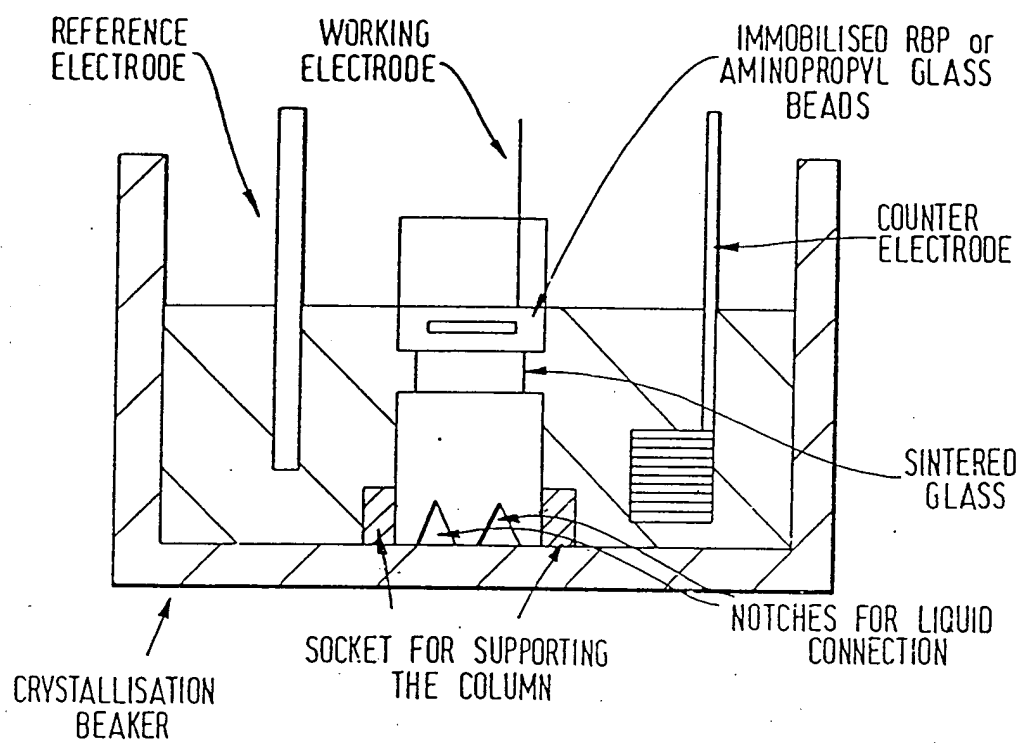 REFERENCE
ELECTRODE
WORKING
ELECTRODE
IMMOBILISED RBP or
AMINOPROPYL GLASS
BEADS
COUNTER
ELECTRODE
SINTERED
GLASS
NOTCHES FOR LIQUID
CONNECTION
SOCKET FOR SUPPORTING
THE COLUMN
CRYSTALLISATION
BEAKER